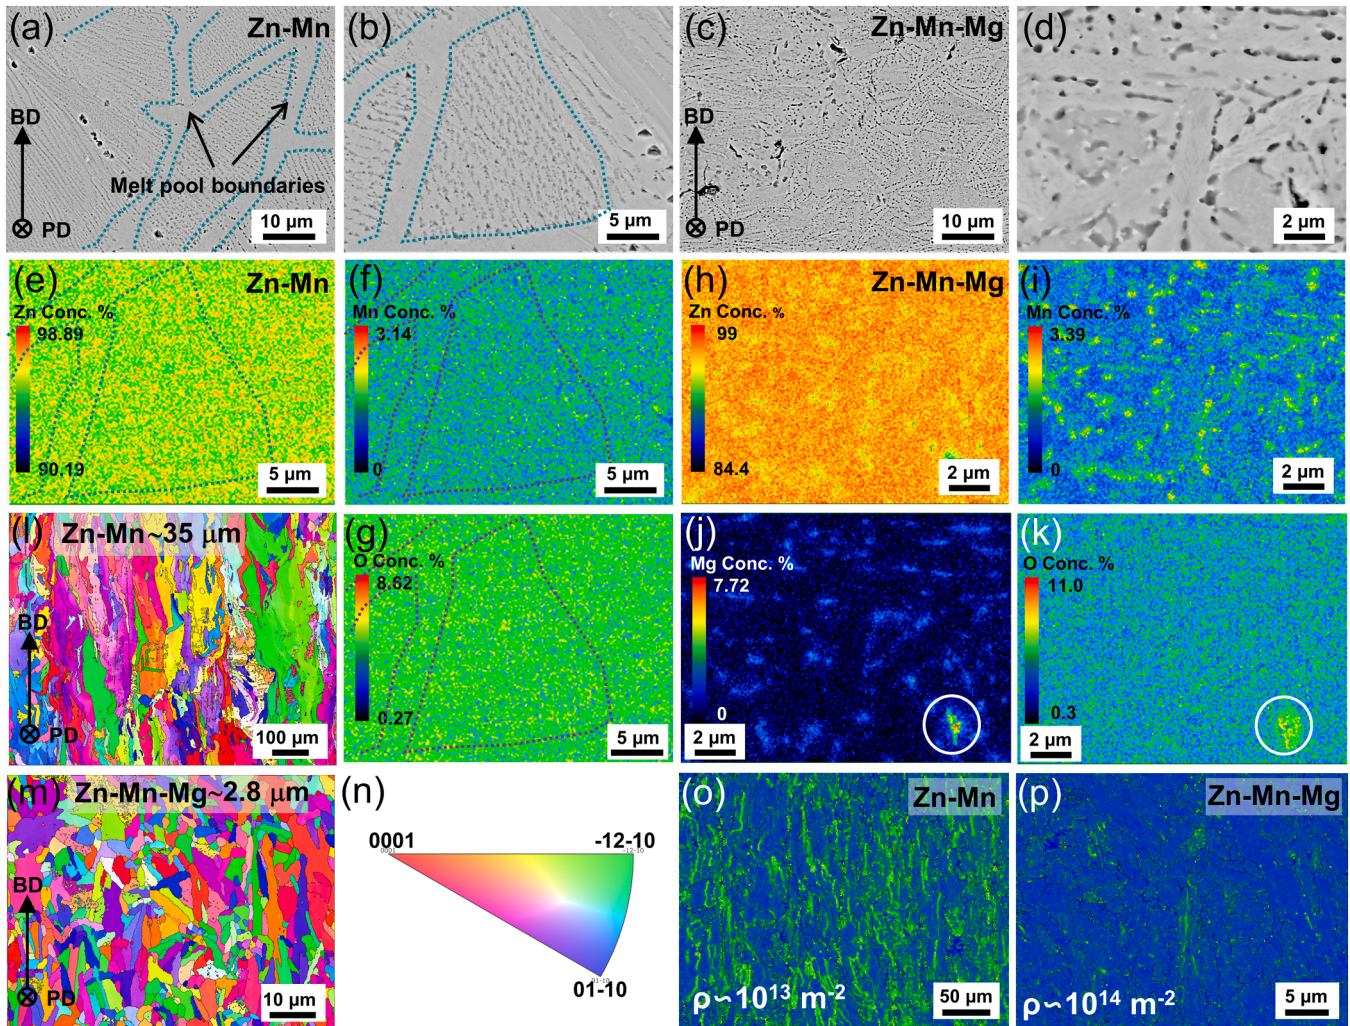 (a) Zn-Mn
BD
Melt pool boundaries
PD
10 μm
(b)
5 μm
(c) Zn-Mn-Mg
BD
PD
10 μm
(d)
2 μm
(e) Zn-Mn
Zn Conc. %
98.89
90.19
5 μm
(f)
Mn Conc. %
3.14
0
5 μm
(h) Zn-Mn-Mg
Zn Conc. %
99
84.4
2 μm
(i)
Mn Conc. %
3.39
0
2 μm
(l) Zn-Mn~35 μm
BD
PD
100 μm
(g)
O Conc. %
8.62
0.27
5 μm
(j)
Mg Conc. %
7.72
0
2 μm
(k)
O Conc. %
11.0
0.3
2 μm
(m) Zn-Mn-Mg~2.8 μm
BD
PD
10 μm
(n)
0001
0001
-12-10
-12-10
01-10
01-10
(o) Zn-Mn
ρ~10¹³ m⁻²
50 μm
(p) Zn-Mn-Mg
ρ~10¹⁴ m⁻²
5 μm